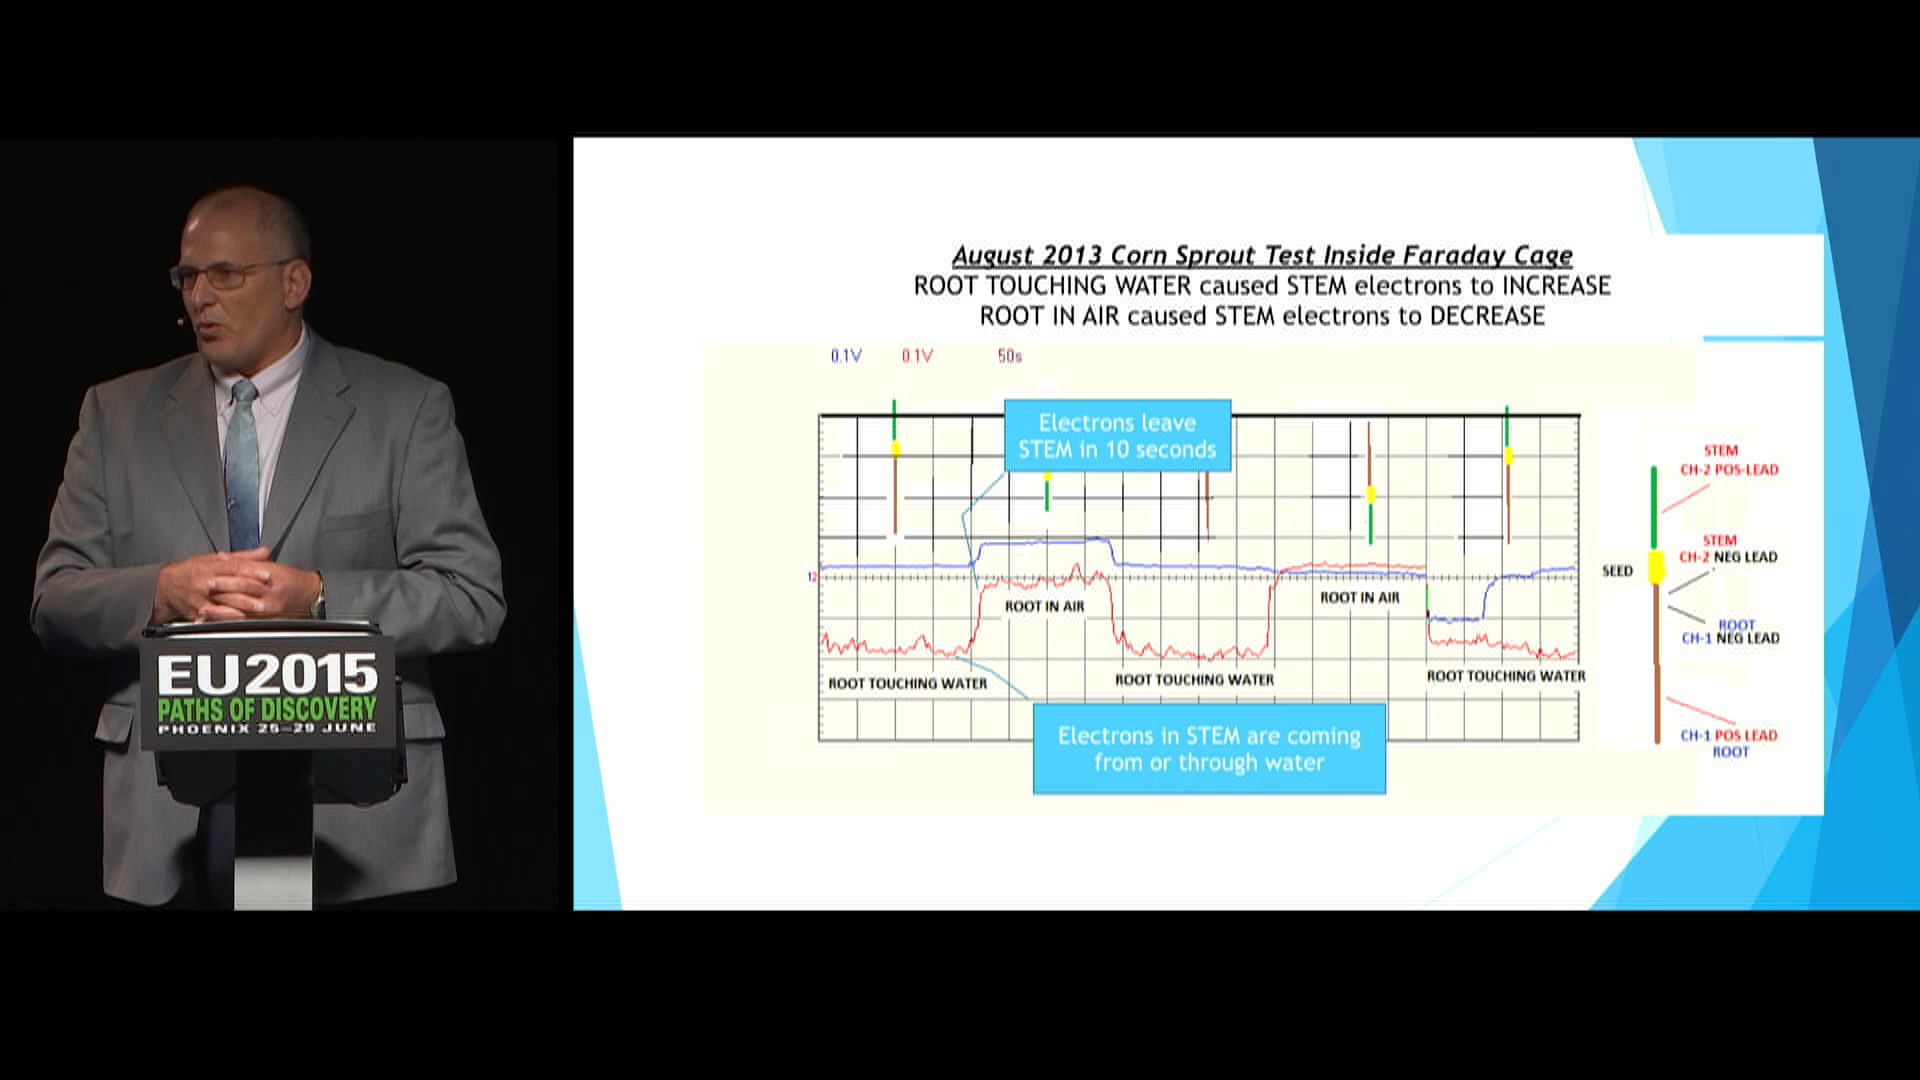 August 2013 Corn Sprout Test Inside Faraday Cage
ROOT TOUCHING WATER caused STEM electrons to INCREASE
ROOT IN AIR caused STEM electrons to DECREASE
0.1V 0.1V 50s
Electrons leave
STEM in 10 seconds
12
ROOT IN AIR
ROOT IN AIR
ROOT TOUCHING WATER
ROOT TOUCHING WATER
ROOT TOUCHING WATER
Electrons in STEM are coming
from or through water
STEM
CH-2 POS-LEAD
STEM
CH-2 NEG LEAD
SEED
ROOT
CH-1 NEG LEAD
CH-1 POS LEAD
ROOT
EU2015
PATHS OF DISCOVERY
PHOENIX 25-29 JUNE